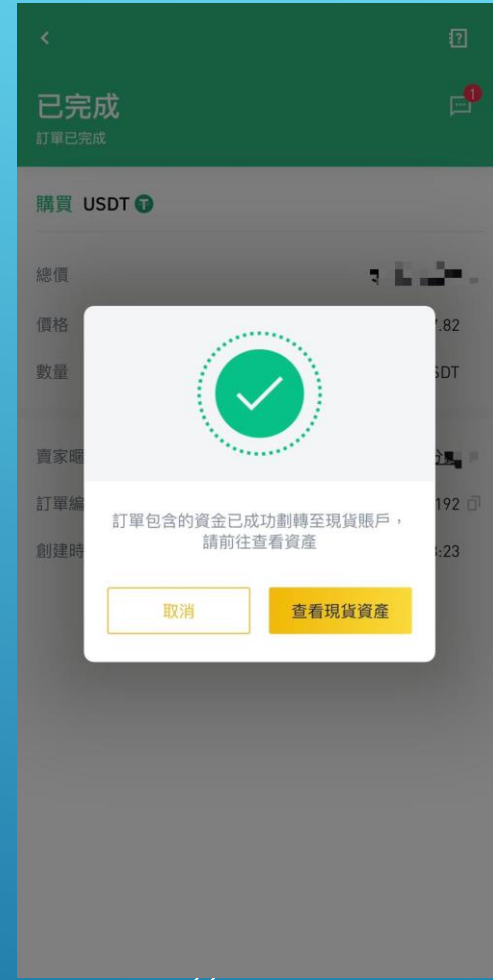 已完成
1
訂單已完成
購買 USDT
總價
價格
.82
數量
賣家暱
訂單編
192
創建時
:23
訂單包含的資金已成功劃轉至現貨賬戶，
請前往查看資產
取消
查看現貨資產